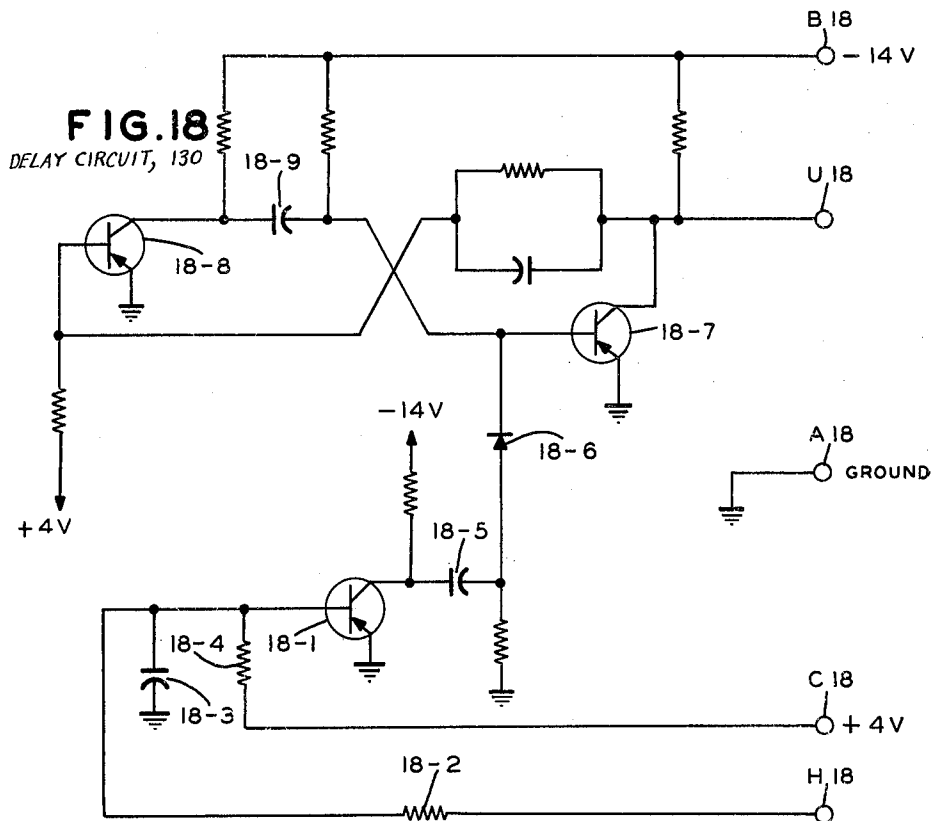 B 18
− 14 V
FIG. 18
DELAY CIRCUIT, 130
18-9
U 18
18-8
18-7
−14V
18-6
A 18
GROUND
+4V
18-5
18-4
18-1
18-3
C 18
+ 4V
18-2
H 18